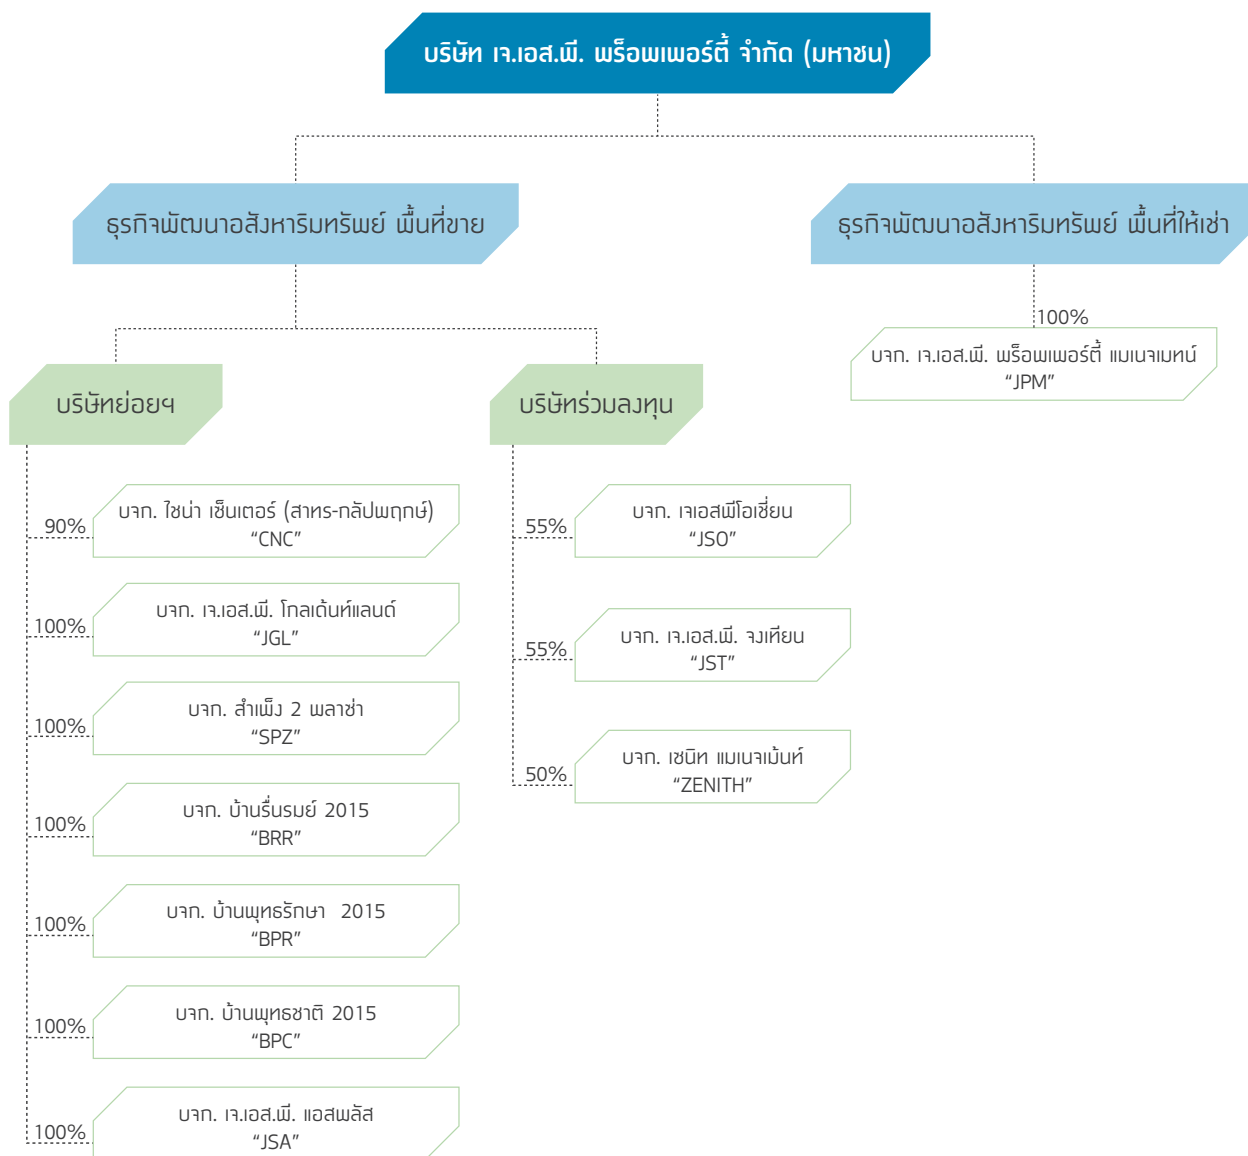 บริษัท เจ.เอส.พี. พร็อพเพอร์ตี้ จำกัด (มหาชน)
ธุรกิจพัฒนาอสังหาริมทรัพย์ พื้นที่ขาย
ธุรกิจพัฒนาอสังหาริมทรัพย์ พื้นที่ให้เช่า
100%
บจก. เจ.เอส.พี. พร็อพเพอร์ตี้ แมเนจเมทน์
“JPM”
บริษัทย่อยฯ
90%
บจก. ไชน่า เซ็นเตอร์ (สาทร-กลัปพฤกษ์)
“CNC”
100%
บจก. เจ.เอส.พี. โกลเด้นท์แลนด์
“JGL”
100%
บจก. สำเพ็ง 2 พลาซ่า
“SPZ”
100%
บจก. บ้านรื่นรมย์ 2015
“BRR”
100%
บจก. บ้านพุทธรักษา 2015
“BPR”
100%
บจก. บ้านพุทธชาติ 2015
“BPC”
100%
บจก. เจ.เอส.พี. แอสพลัส
“JSA”
บริษัทร่วมลงทุน
55%
บจก. เจเอสพีโอเชี่ยน
“JSO”
55%
บจก. เจ.เอส.พี. จงเทียน
“JST”
50%
บจก. เซนิท แมเนจเม้นท์
“ZENITH”